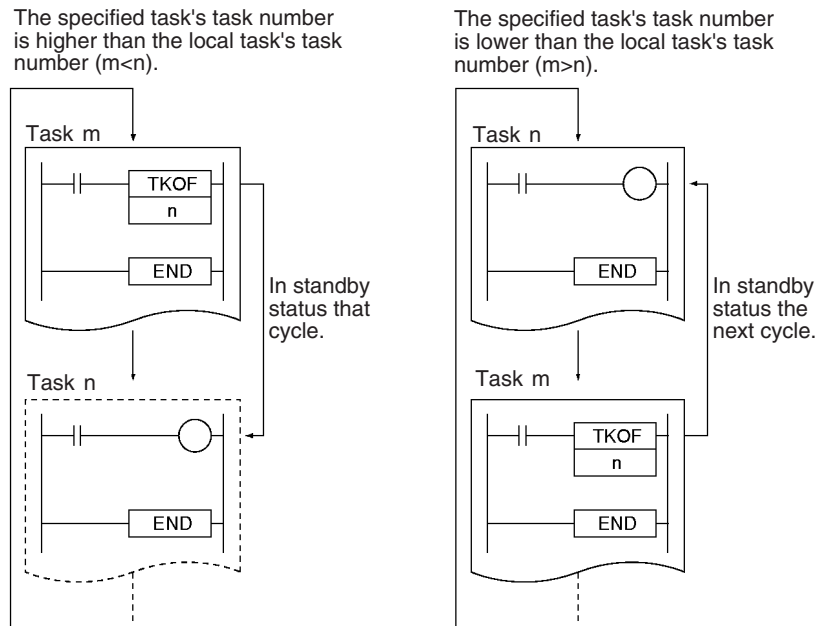 The specified task's task number
is higher than the local task's task
number (m<n).
Task m
TKOF
n
END
In standby
status that
cycle.
Task n
END
The specified task's task number
is lower than the local task's task
number (m>n).
Task n
END
In standby
status the
next cycle.
Task m
TKOF
n
END